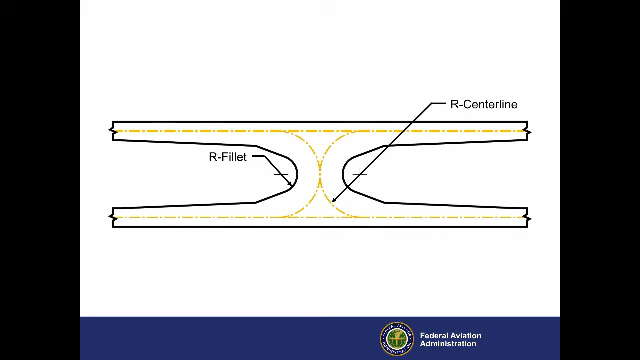 R-Centerline
R-Fillet
Federal Aviation
Administration